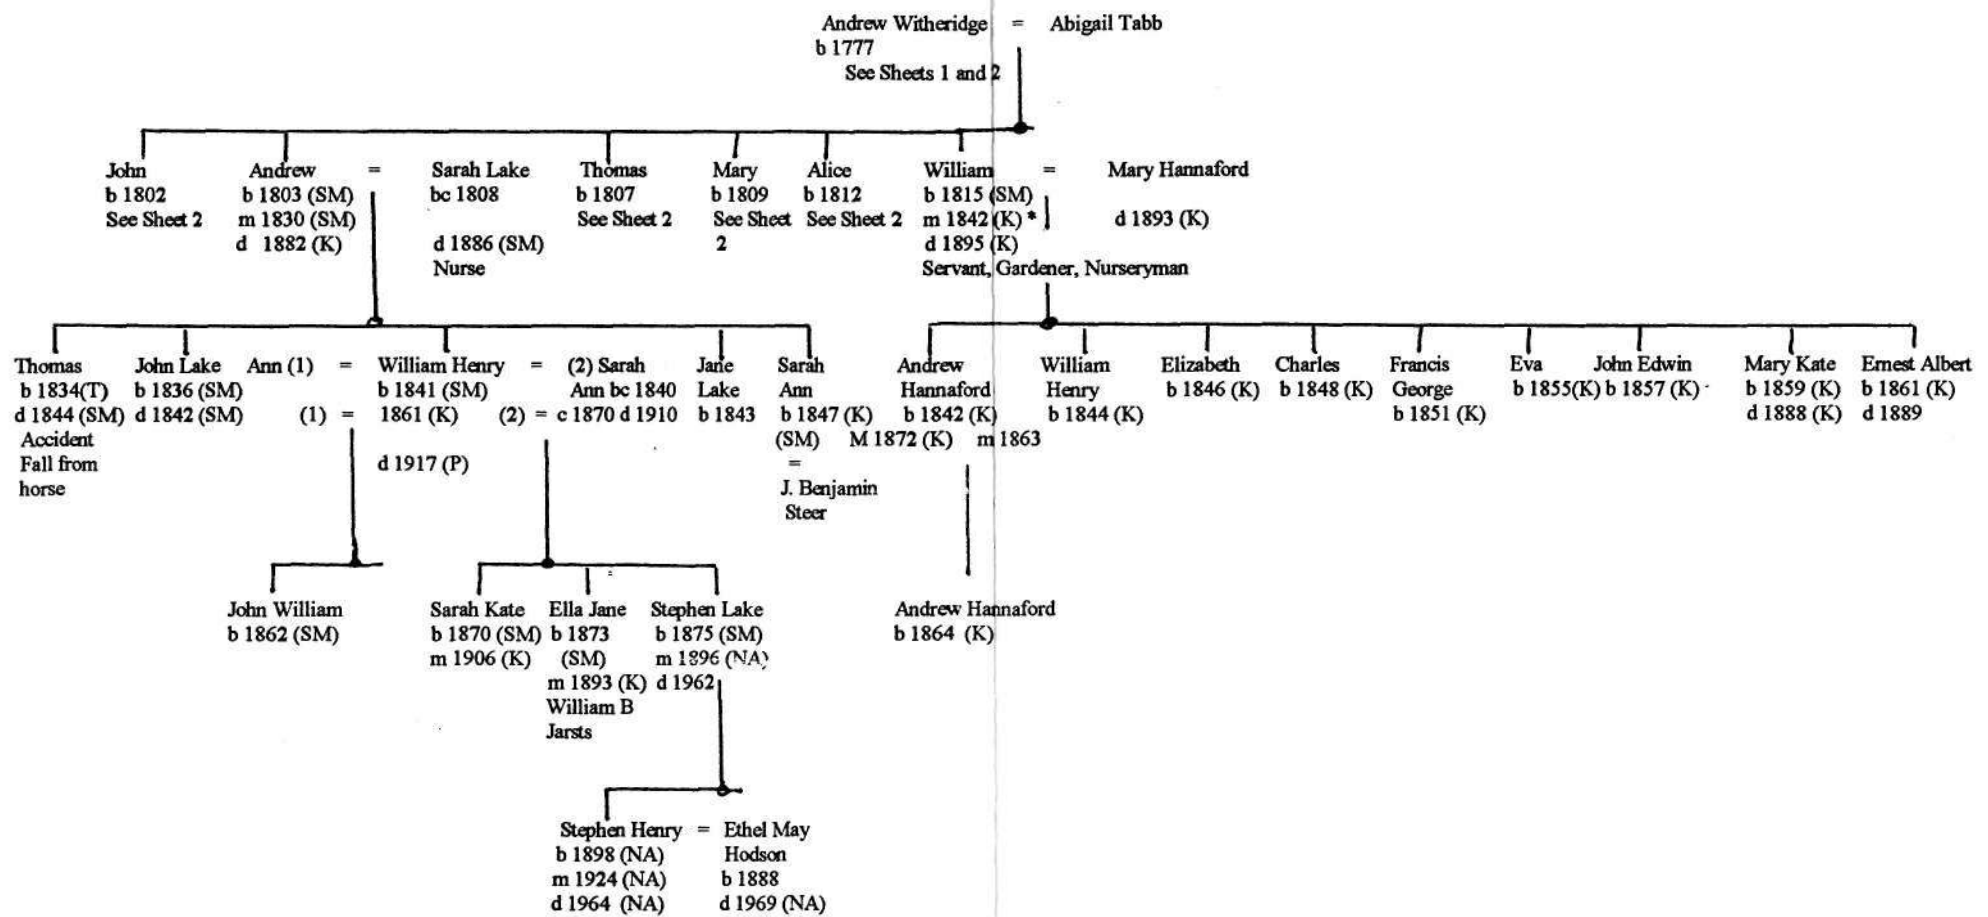 Andrew Witheridge = Abigail Tabb
b 1777
See Sheets 1 and 2
John
b 1802
See Sheet 2
Andrew =
b 1803 (SM)
m 1830 (SM)
d 1882 (K)
Sarah Lake
bc 1808
d 1886 (SM)
Nurse
Thomas
b 1807
See Sheet 2
Mary
b 1809
See Sheet
2
Alice
b 1812
See Sheet 2
William =
b 1815 (SM)
m 1842 (K) *
d 1895 (K)
Servant, Gardener, Nurseryman
Mary Hannaford
d 1893 (K)
Thomas
b 1834(T)
d 1844 (SM)
Accident
Fall from
horse
John Lake
b 1836 (SM)
d 1842 (SM)
Ann (1) =
(1) =
William Henry =
b 1841 (SM)
1861 (K)
d 1917 (P)
(2) Sarah
Ann bc 1840
(2) = c 1870 d 1910
Jane
Lake
b 1843
Sarah
Ann
b 1847 (K)
(SM)
=
J. Benjamin
Steer
Andrew
Hannaford
b 1842 (K)
M 1872 (K) m 1863
William
Henry
b 1844 (K)
Elizabeth
b 1846 (K)
Charles
b 1848 (K)
Francis
George
b 1851 (K)
Eva
b 1855(K)
John Edwin
b 1857 (K)
Mary Kate
b 1859 (K)
d 1888 (K)
Ernest Albert
b 1861 (K)
d 1889
John William
b 1862 (SM)
Sarah Kate
b 1870 (SM)
m 1906 (K)
Ella Jane
b 1873
(SM)
m 1893 (K)
William B
Jarsts
Stephen Lake
b 1875 (SM)
m 1896 (NA)
d 1962
Andrew Hannaford
b 1864 (K)
Stephen Henry =
b 1898 (NA)
m 1924 (NA)
d 1964 (NA)
Ethel May
Hodson
b 1888
d 1969 (NA)